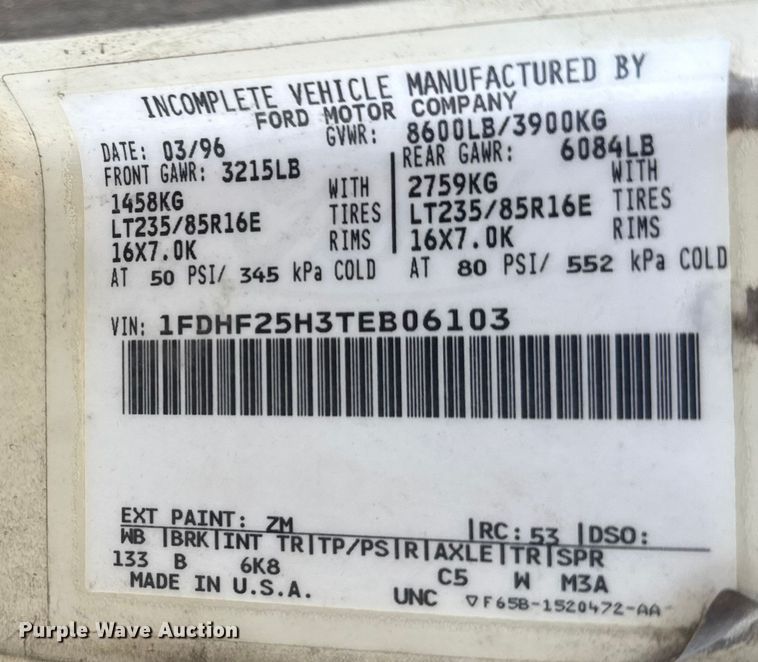 INCOMPLETE VEHICLE MANUFACTURED BY
FORD MOTOR COMPANY
DATE: 03/96 GVWR: 8600LB/3900KG
FRONT GAWR: 3215LB REAR GAWR: 6084LB
1458KG WITH 2759KG WITH
LT235/85R16E TIRES LT235/85R16E TIRES
16X7.0K RIMS 16X7.0K RIMS
AT 50 PSI/ 345 kPa COLD AT 80 PSI/ 552 kPa COLD
VIN: 1FDHF25H3TEB06103
EXT PAINT: ZM RC: 53 DSO:
WB BRK INT TR TP/PS R AXLE TR SPR
133 B 6K8 C5 W M3A
MADE IN U.S.A. UNC ▽F65B-1520472-AA
Purple Wave Auction